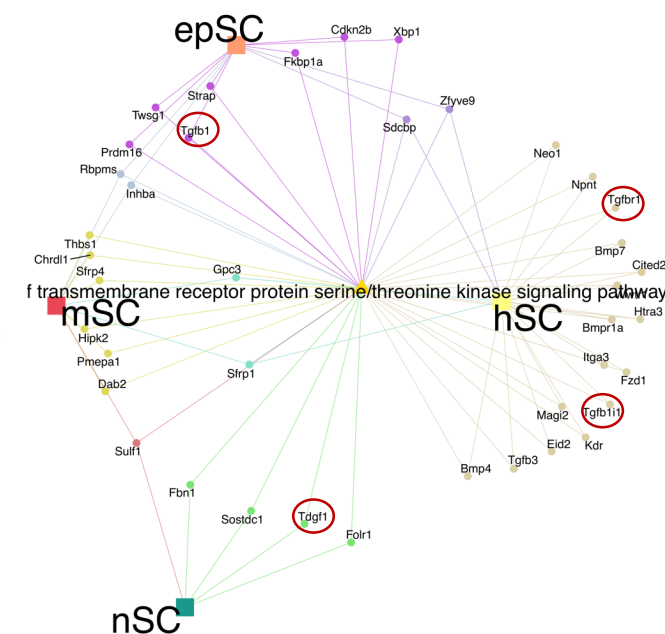 epSC
Cdkn2b
Xbp1
Fkbp1a
Strap
Zfyve9
Twsg1
Sdcbp
Tgfb1
Prdm16
Neo1
Rbpms
Npnt
Inhba
Tgfbr1
Thbs1
Bmp7
Chrdl1
Sfrp4
Gpc3
Cited2
f transmembrane receptor protein serine/threonine kinase signaling pathway
mSC
hSC
Htra3
Bmpr1a
Hipk2
Pmepa1
Itga3
Sfrp1
Fzd1
Dab2
Magi2
Tgfb1i1
Sulf1
Eid2
Kdr
Tgfb3
Bmp4
Fbn1
Sostdc1
Tdgf1
Folr1
nSC